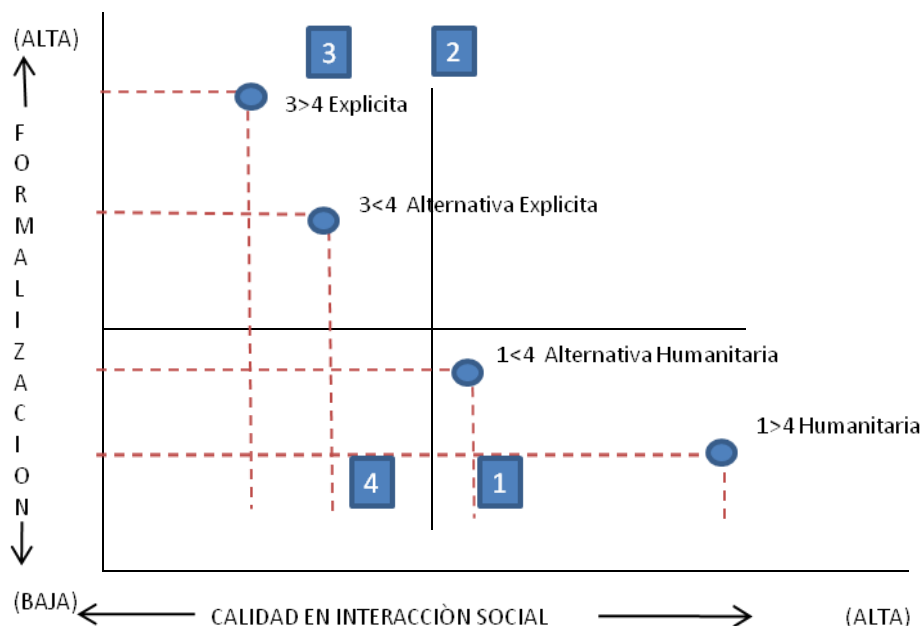 (ALTA)
3
2
3>4 Explicita
3<4 Alternativa Explicita
F
O
R
M
A
L
I
Z
A
C
I
O
N
1<4 Alternativa Humanitaria
1>4 Humanitaria
4
1
(BAJA)
CALIDAD EN INTERACCIÒN SOCIAL
(ALTA)